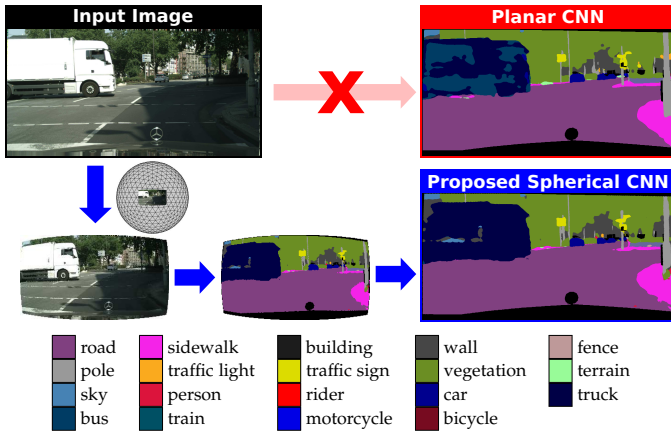 Input Image
Planar CNN
X
Proposed Spherical CNN
road sidewalk building wall fence
pole traffic light traffic sign vegetation terrain
sky person rider car truck
bus train motorcycle bicycle